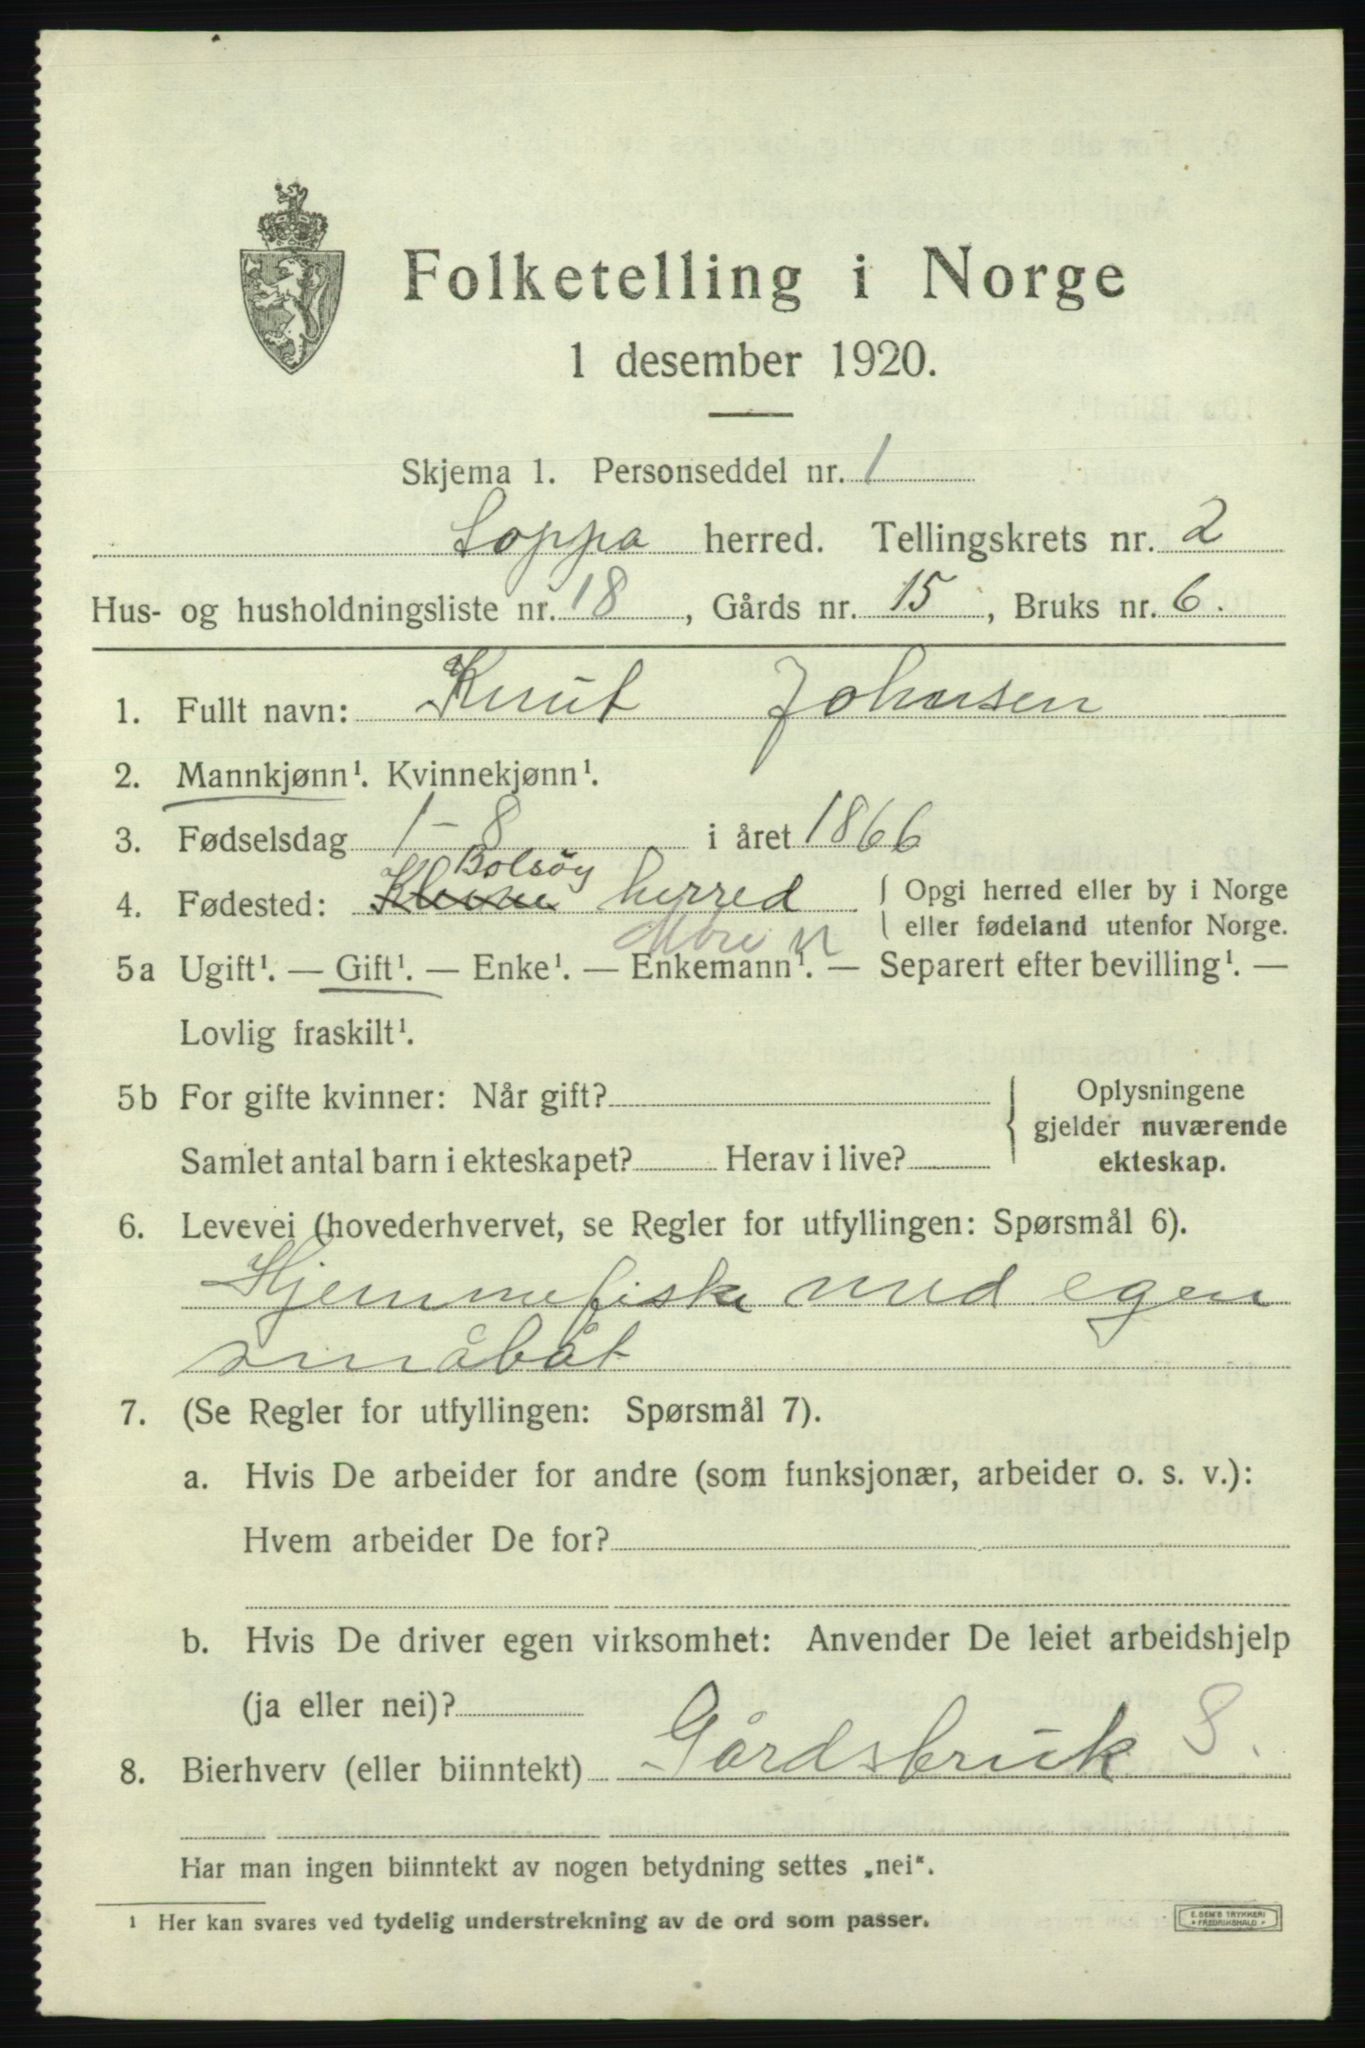 Folketelling i Norge
1 desember 1920.
Skjema 1. Personseddel nr. 1
Loppa herred. Tellingskrets nr. 2
Hus- og husholdningsliste nr. 18, Gårds nr. 15, Bruks nr. 6.
1. Fullt navn: Knut Johnsen
2. Mannkjønn¹. Kvinnekjønn¹.
3. Fødselsdag 1-8 i året 1866
Bolsöy
4. Fødested: herred { Opgi herred eller by i Norge
eller fødeland utenfor Norge.
Möre
5a Ugift¹. — Gift¹. — Enke¹. — Enkemann¹. — Separert efter bevilling¹. —
Lovlig fraskilt¹.
5b For gifte kvinner: Når gift?
Samlet antal barn i ekteskapet? Herav i live?
Oplysningene
gjelder nuværende
ekteskap.
6. Levevei (hovederhvervet, se Regler for utfyllingen: Spørsmål 6).
Hjemmefiske med egen
småbåt
7. (Se Regler for utfyllingen: Spørsmål 7).
a. Hvis De arbeider for andre (som funksjonær, arbeider o. s. v.):
Hvem arbeider De for?
b. Hvis De driver egen virksomhet: Anvender De leiet arbeidshjelp
(ja eller nei)?
8. Bierhverv (eller biinntekt) Gårdsbruk S.
Har man ingen biinntekt av nogen betydning settes „nei“.
¹ Her kan svares ved tydelig understrekning av de ord som passer.
E. SEM'S TRYKKERI
FREDRIKSHALD